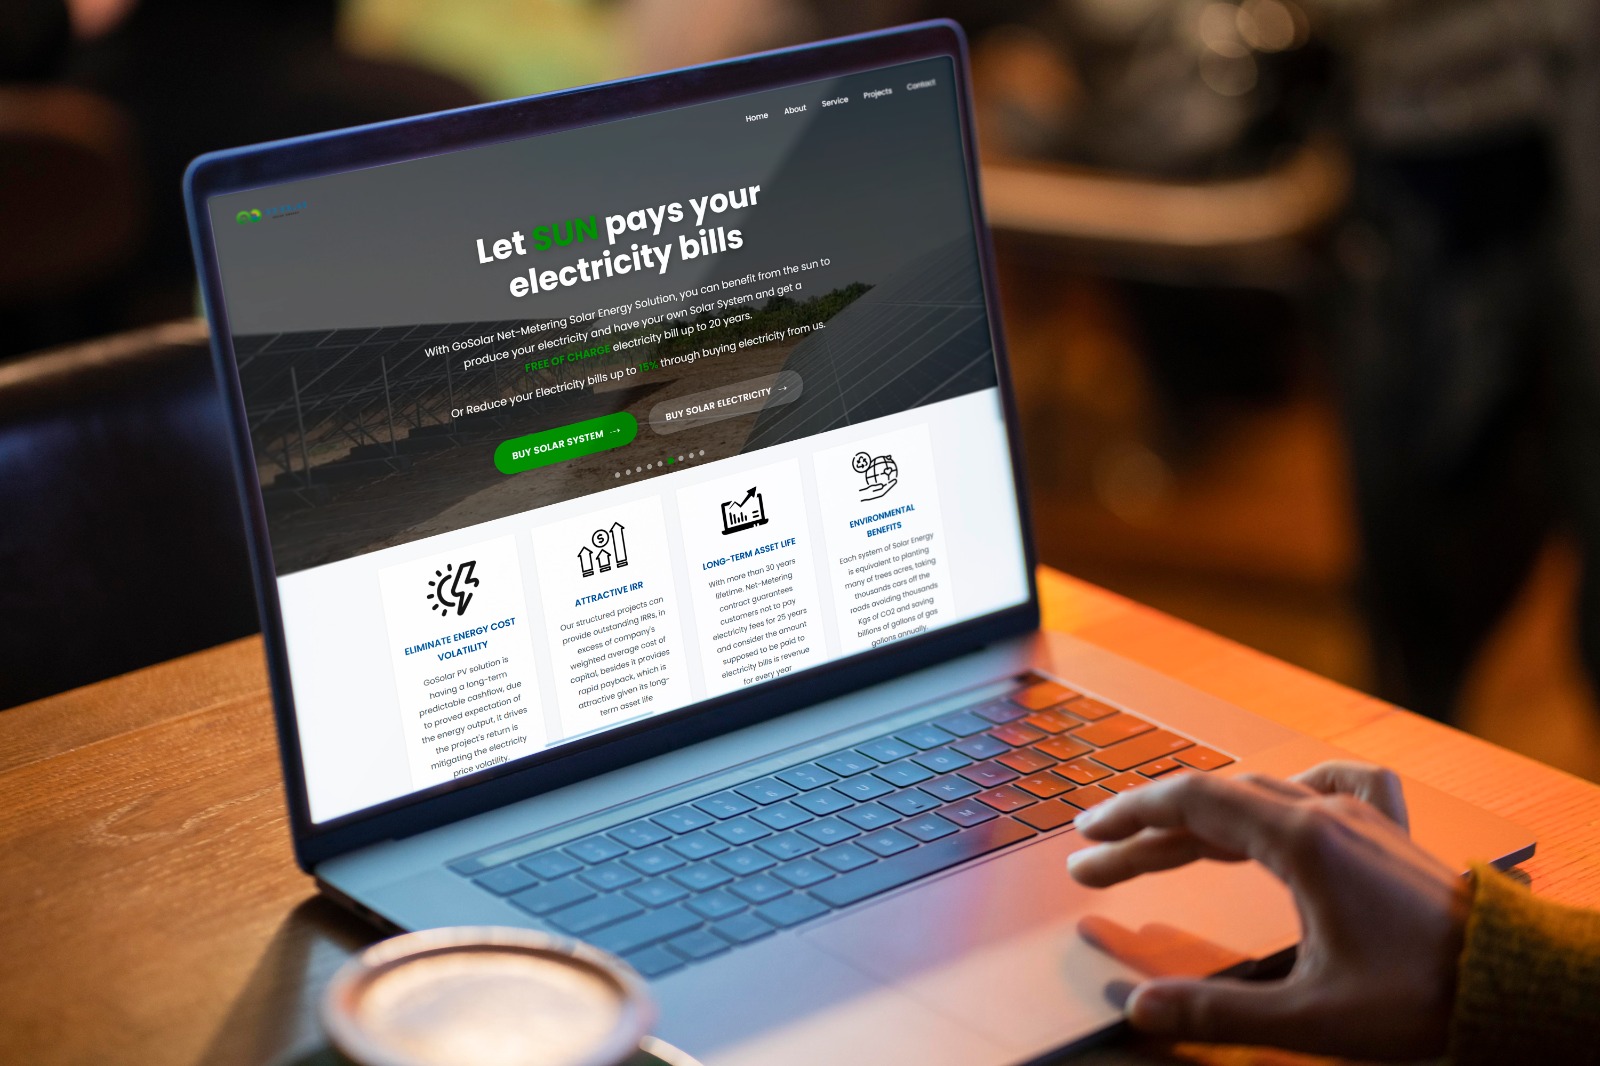 Home About Service Projects Contact
Let SUN pays your
electricity bills
With GoSolar Net-Metering Solar Energy Solution, you can benefit from the sun to
produce your electricity and have your own Solar System and get a
FREE OF CHARGE electricity bill up to 20 years.
Or Reduce your Electricity bills up to 15% through buying electricity from us.
BUY SOLAR SYSTEM →
BUY SOLAR ELECTRICITY →
ELIMINATE ENERGY COST
VOLATILITY
GoSolar PV solution is
having a long-term
predictable cashflow, due
to proved expectation of
the energy output, it drives
the project's return is
mitigating the electricity
price volatility.
ATTRACTIVE IRR
Our structured projects can
provide outstanding IRRs, in
excess of company's
weighted average cost of
capital, besides it provides
rapid payback, which is
attractive given its long-
term asset life
LONG-TERM ASSET LIFE
With more than 30 years
lifetime. Net-Metering
contract guarantees
customers not to pay
electricity fees for 25 years
and consider the amount
supposed to be paid to
electricity bills is revenue
for every year
ENVIRONMENTAL
BENEFITS
Each system of Solar Energy
is equivalent to planting
many of trees acres, taking
thousands cars off the
roads avoiding thousands
Kgs of CO2 and saving
billions of gallons of gas
gallons annually.